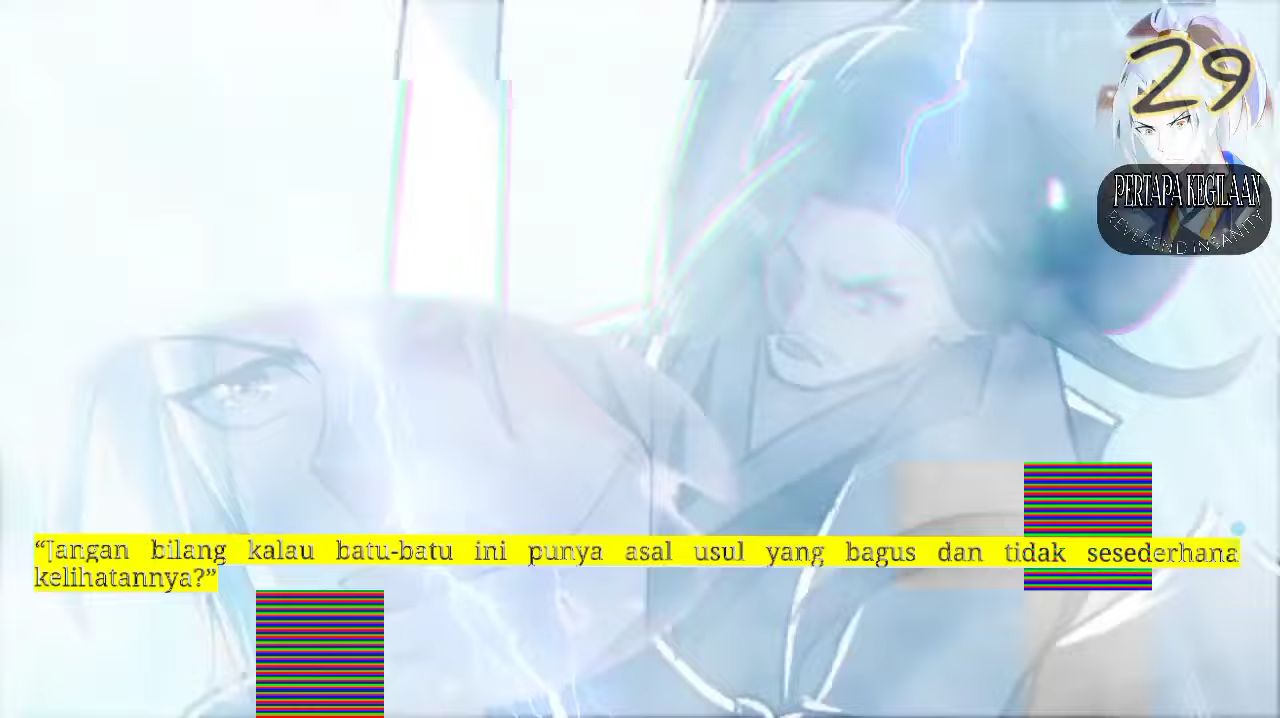 29
PERTAPA KEGILAAN
REVEREND INSANITY
“Jangan bilang kalau batu-batu ini punya asal usul yang bagus dan tidak sesederhana
kelihatannya?”